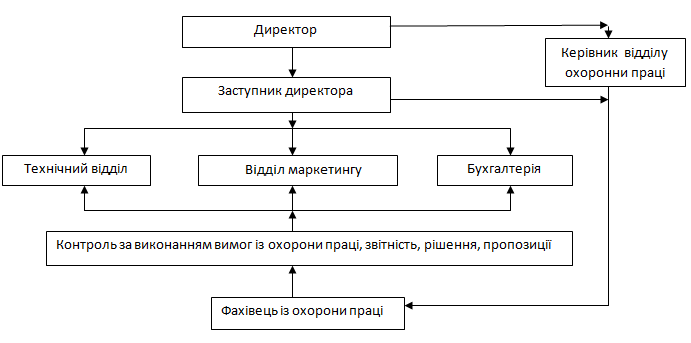 Директор
Керівник відділу
охоронни праці
Заступник директора
Технічний відділ
Відділ маркетингу
Бухгалтерія
Контроль за виконанням вимог із охорони праці, звітність, рішення, пропозиції
Фахівець із охорони праці